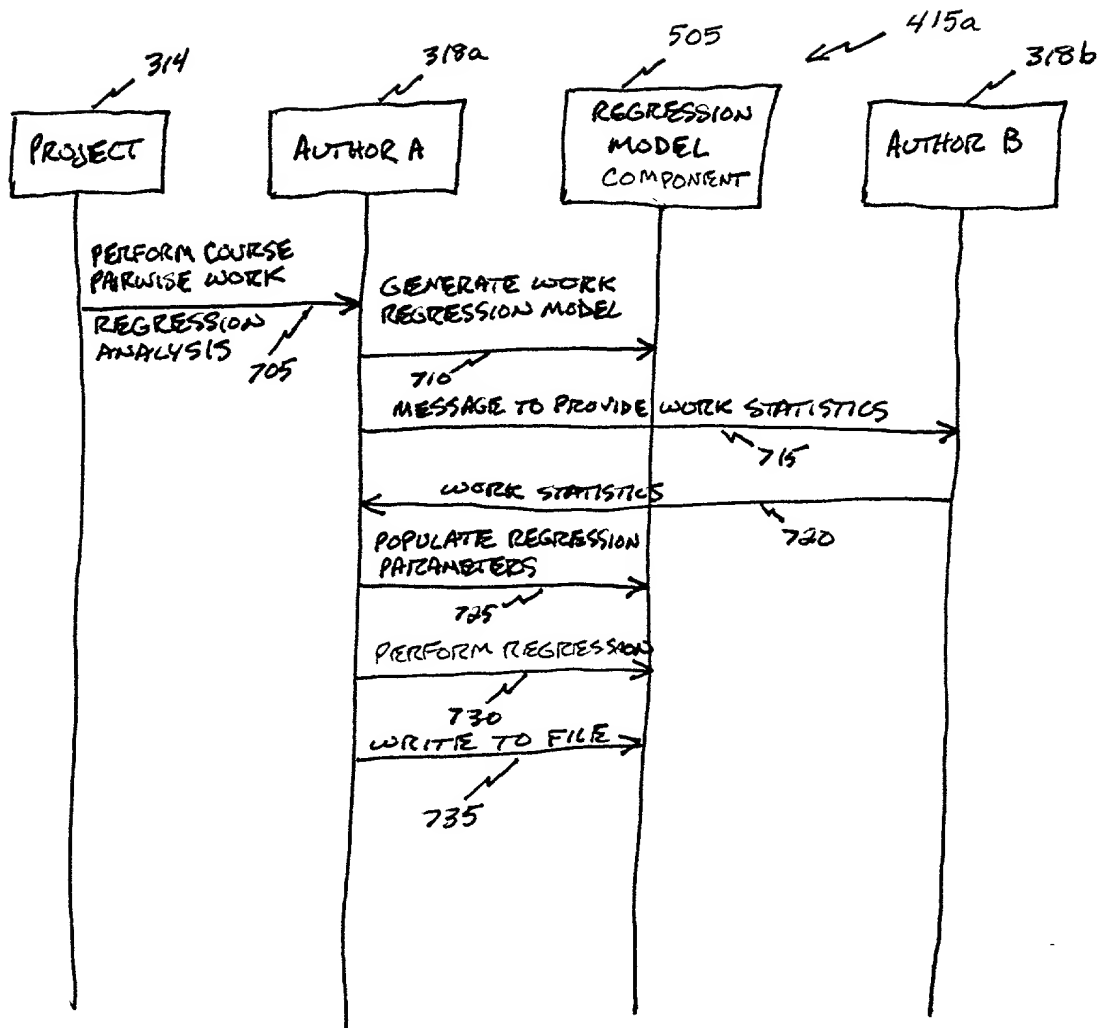 415a
314
318a
505
318b
PROJECT
AUTHOR A
REGRESSION
MODEL
COMPONENT
AUTHOR B
PERFORM COURSE
PAIRWISE WORK
REGRESSION
ANALYSIS
705
GENERATE WORK
REGRESSION MODEL
710
MESSAGE TO PROVIDE WORK STATISTICS
715
WORK STATISTICS
720
POPULATE REGRESSION
PARAMETERS
725
PERFORM REGRESSION
730
WRITE TO FILE
735